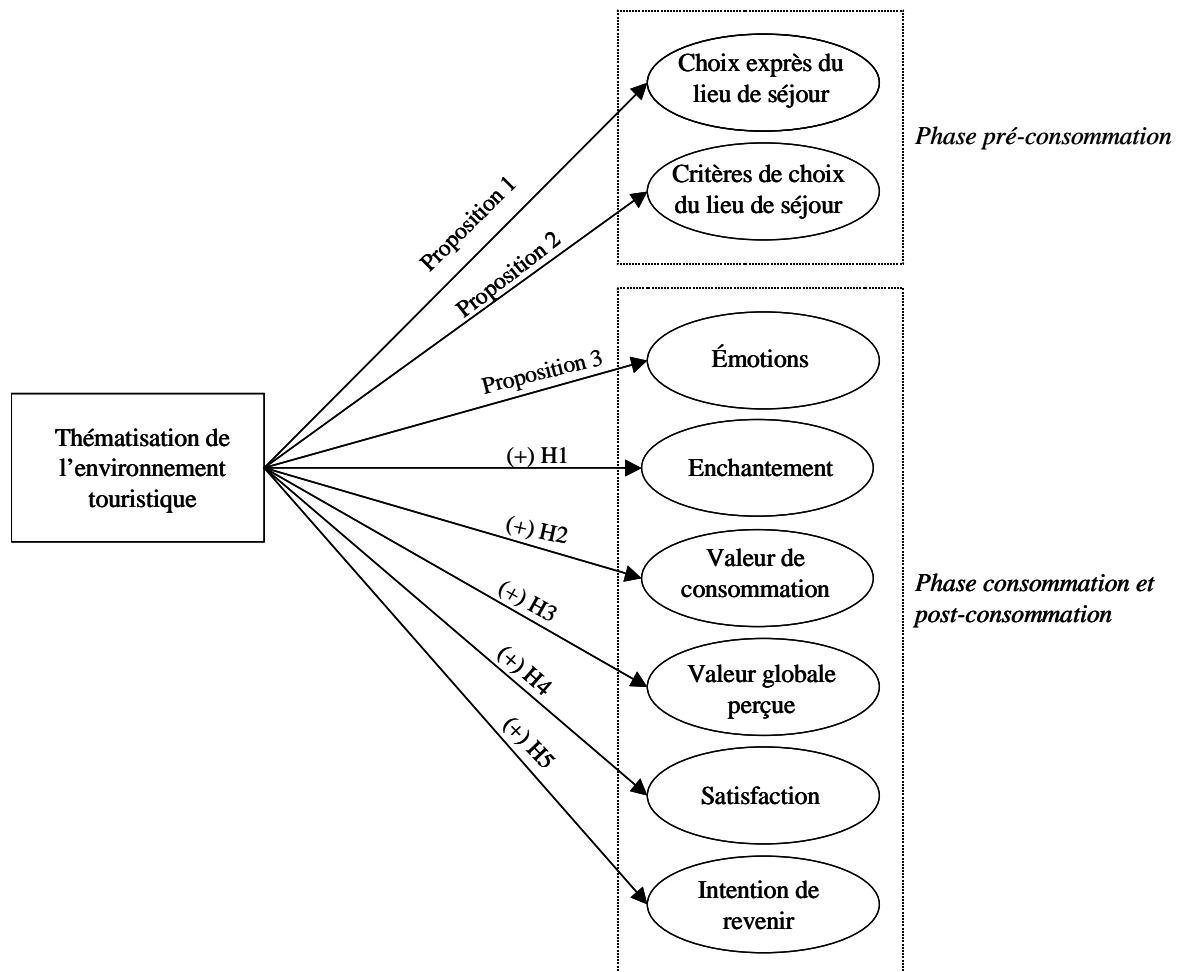 Choix exprès du
lieu de séjour
Phase pré-consommation
Critères de choix
du lieu de séjour
Proposition 1
Proposition 2
Proposition 3
Émotions
Thématisation de
l’environnement
touristique
(+) H1
Enchantement
(+) H2
Valeur de
consommation
Phase consommation et
post-consommation
(+) H3
Valeur globale
perçue
(+) H4
Satisfaction
(+) H5
Intention de
revenir